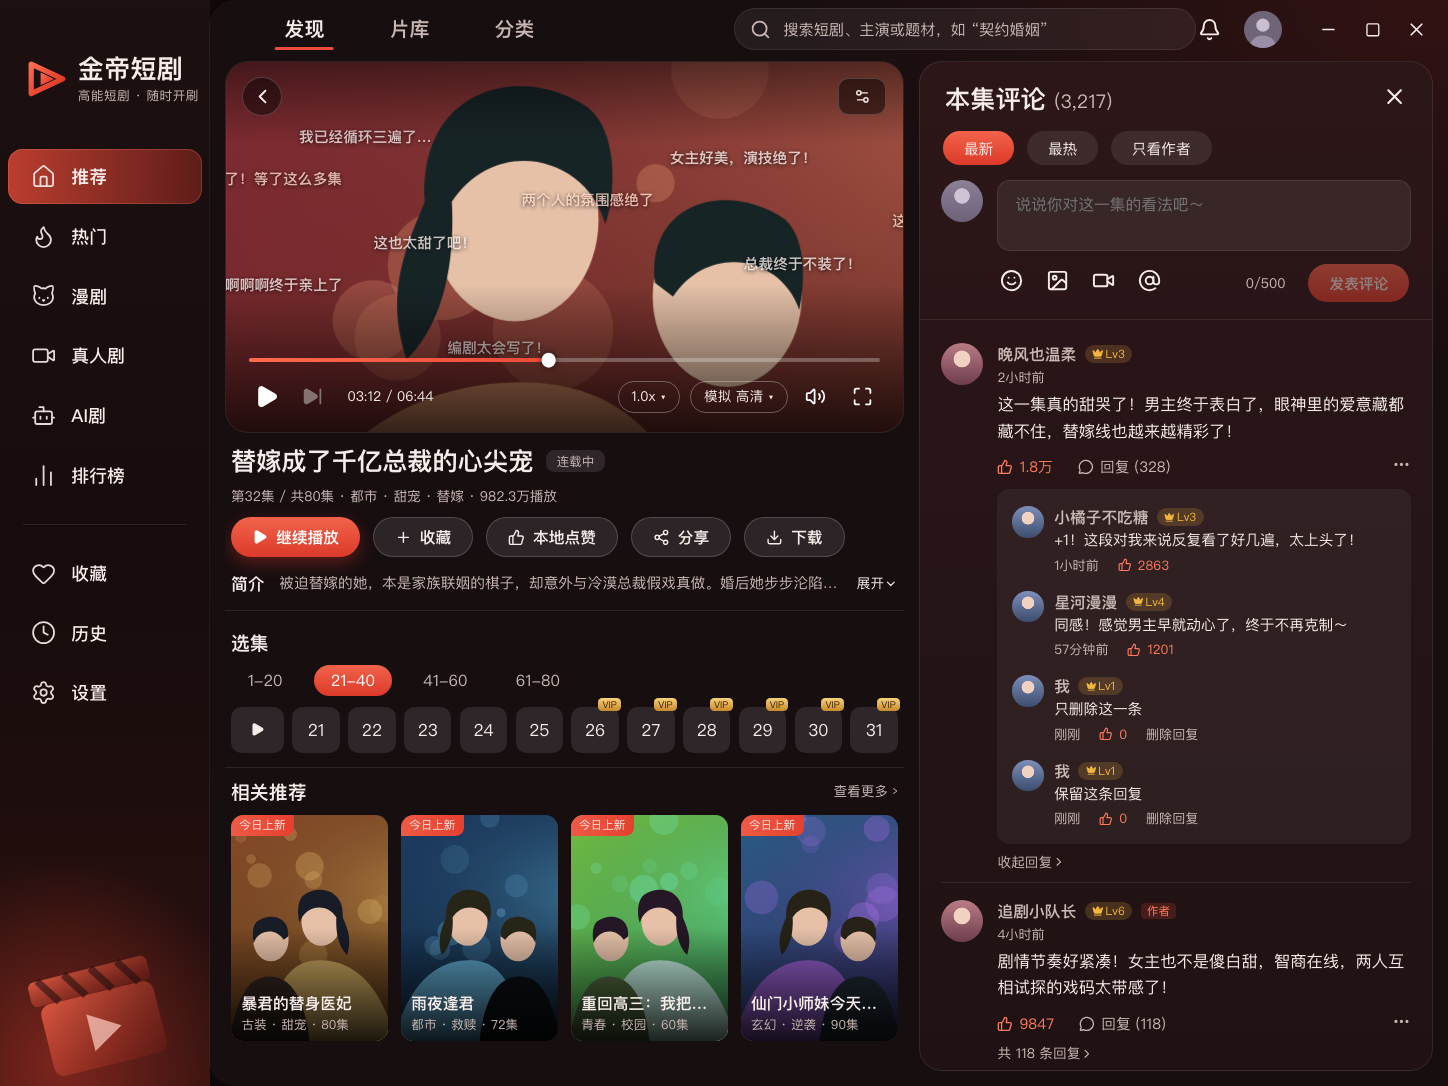 金帝短剧
高能短剧 · 随时开刷
推荐
热门
漫剧
真人剧
AI剧
排行榜
收藏
历史
设置
发现
片库
分类
搜索短剧、主演或题材，如 “契约婚姻”
我已经循环三遍了...
女主好美，演技绝了！
了！等了这么多集
两个人的氛围感绝了
这
这也太甜了吧！
总裁终于不装了！
啊啊啊终于亲上了
编剧太会写了！
03:12 / 06:44
1.0x
模拟 高清
替嫁成了千亿总裁的心尖宠
连载中
第32集 / 共80集 · 都市 · 甜宠 · 替嫁 · 982.3万播放
继续播放
收藏
本地点赞
分享
下载
简介
被迫替嫁的她，本是家族联姻的棋子，却意外与冷漠总裁假戏真做。婚后她步步沦陷...
展开
选集
1–20
21–40
41–60
61–80
21
22
23
24
25
VIP
26
VIP
27
VIP
28
VIP
29
VIP
30
VIP
31
相关推荐
查看更多
今日上新
暴君的替身医妃
古装 · 甜宠 · 80集
今日上新
雨夜逢君
都市 · 救赎 · 72集
今日上新
重回高三：我把...
青春 · 校园 · 60集
今日上新
仙门小师妹今天...
玄幻 · 逆袭 · 90集
本集评论 (3,217)
最新
最热
只看作者
说说你对这一集的看法吧～
0/500
发表评论
晚风也温柔 Lv3
2小时前
这一集真的甜哭了！男主终于表白了，眼神里的爱意藏都
藏不住，替嫁线也越来越精彩了！
1.8万
回复 (328)
小橘子不吃糖 Lv3
+1！这段对我来说反复看了好几遍，太上头了！
1小时前
2863
星河漫漫 Lv4
同感！感觉男主早就动心了，终于不再克制～
57分钟前
1201
我 Lv1
只删除这一条
刚刚
0
删除回复
我 Lv1
保留这条回复
刚刚
0
删除回复
收起回复
追剧小队长 Lv6 作者
4小时前
剧情节奏好紧凑！女主也不是傻白甜，智商在线，两人互
相试探的戏码太带感了！
9847
回复 (118)
共 118 条回复